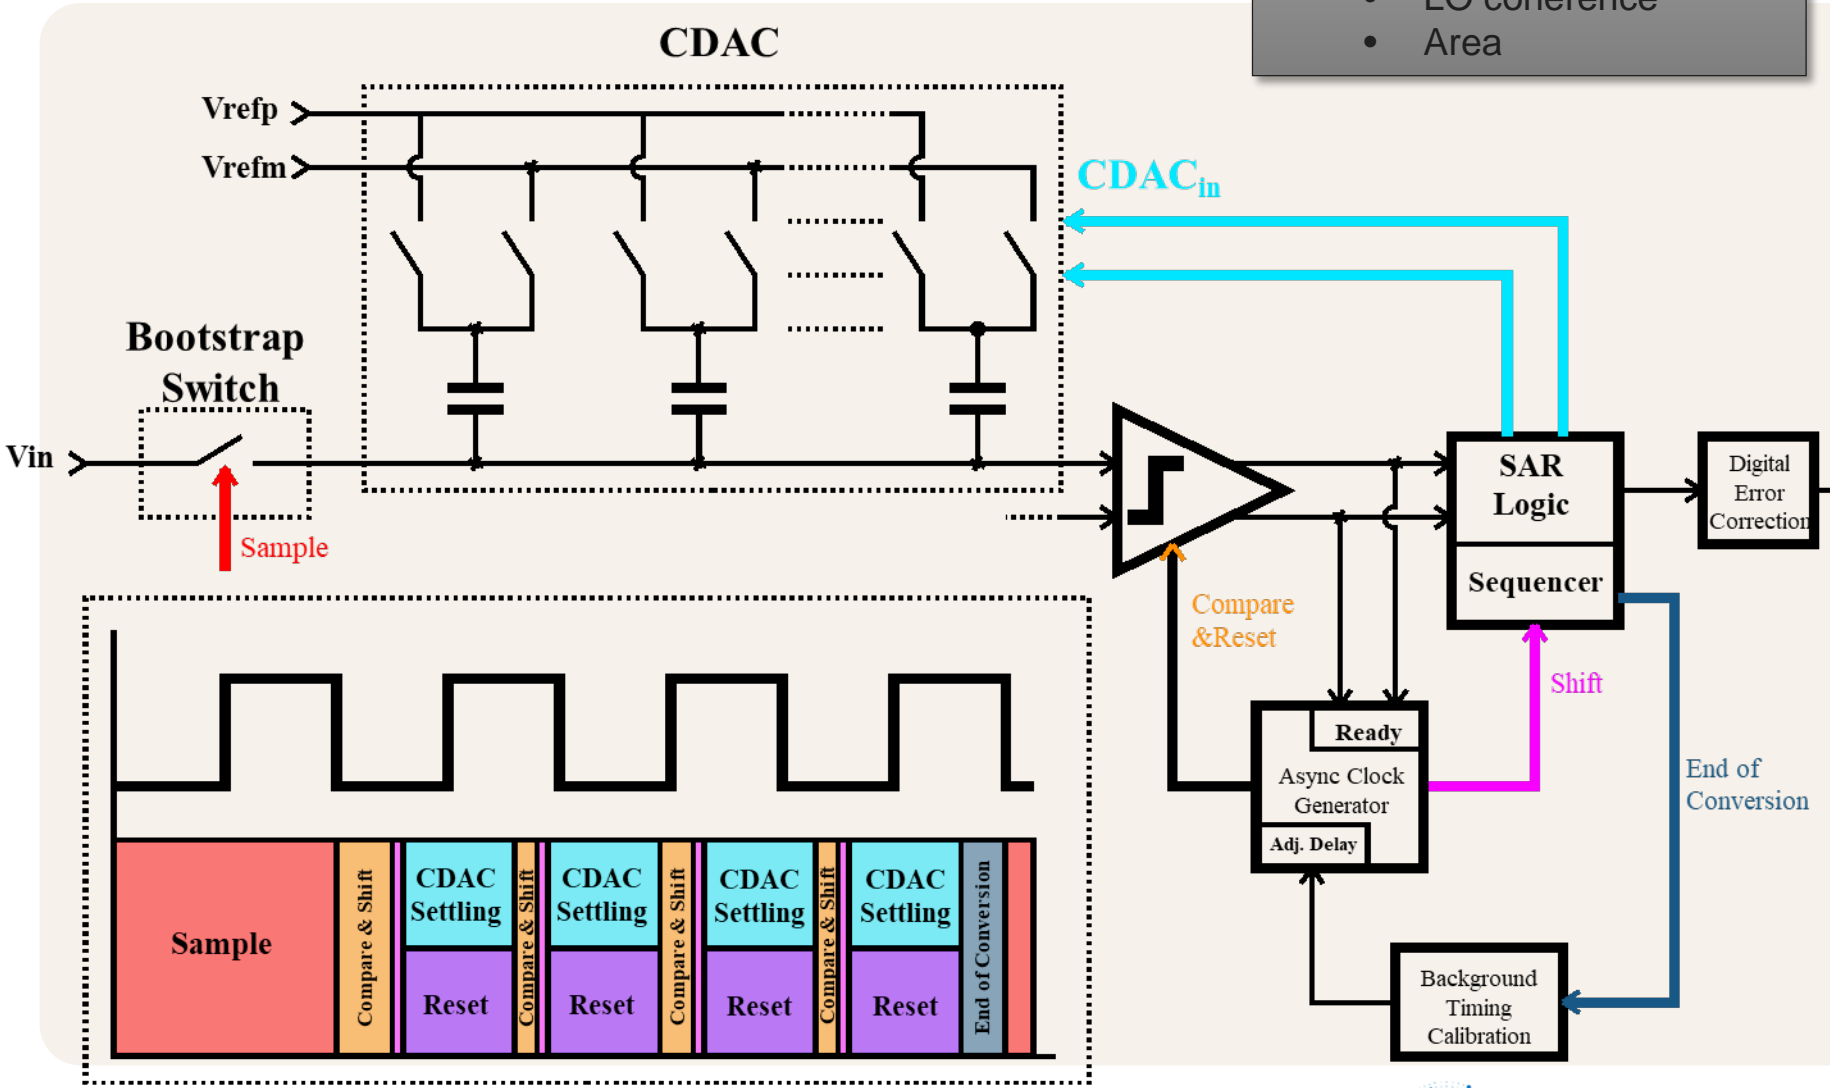 • LO coherence
• Area
CDAC
Vrefp
Vrefm
CDACin
Bootstrap
Switch
Vin
Sample
SAR
Logic
Sequencer
Digital
Error
Correction
Compare
&Reset
Shift
Ready
Async Clock
Generator
Adj. Delay
End of
Conversion
Background
Timing
Calibration
Sample
Compare & Shift
CDAC
Settling
Reset
Compare & Shift
CDAC
Settling
Reset
Compare & Shift
CDAC
Settling
Reset
Compare & Shift
CDAC
Settling
Reset
End of Conversion